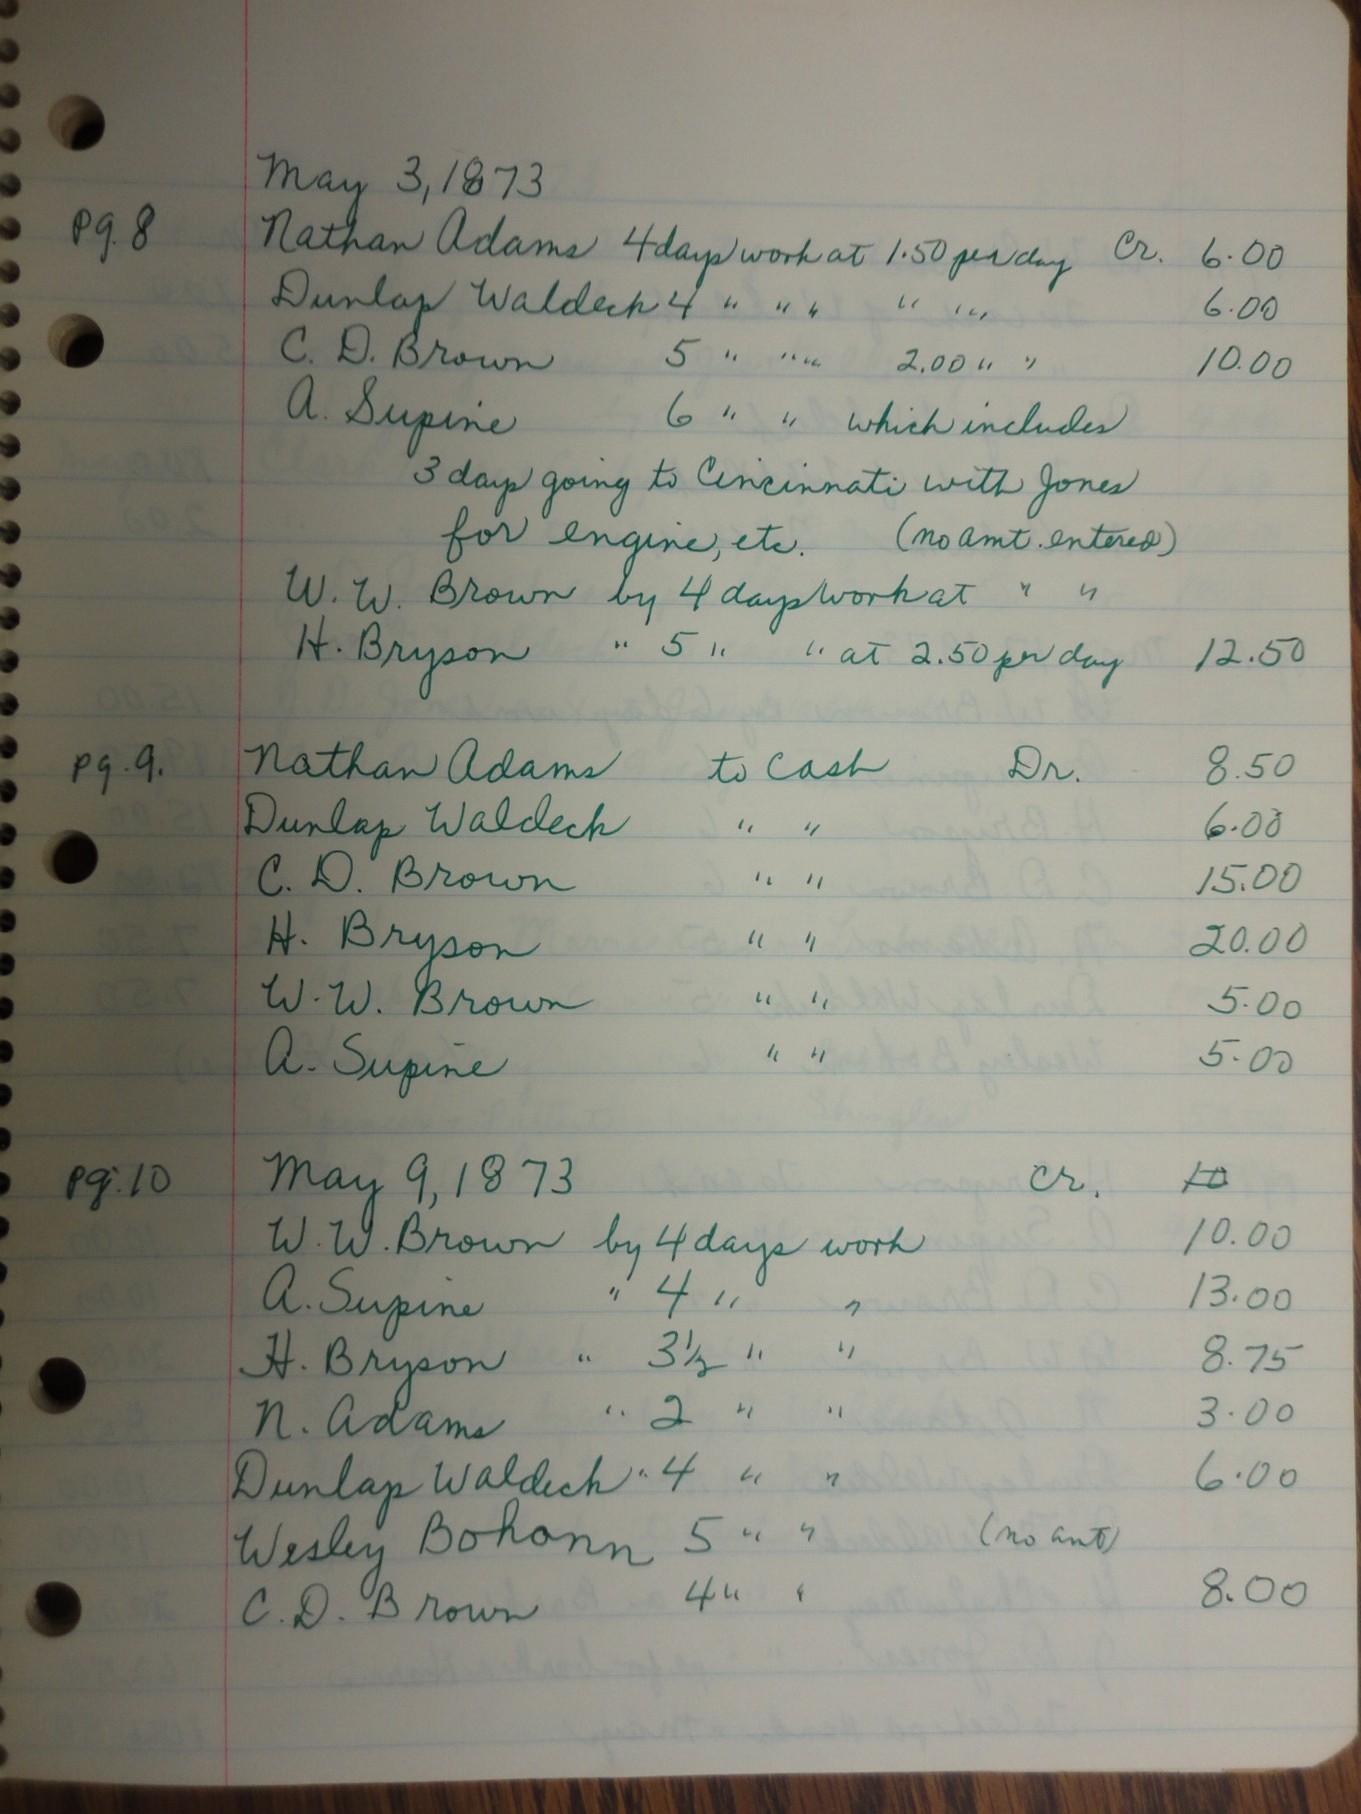 May 3, 1873
pg. 8 Nathan Adams 4 days work at 1.50 per day Cr. 6.00
Dunlap Waldeck 4 " " " " " " 6.00
C. D. Brown 5 " " " 2.00 " " 10.00
A. Supine 6 " " which includes
3 days going to Cincinnati with Jones
for engine, etc. (no amt. entered)
W. W. Brown by 4 days work at " "
H. Bryson " 5 " " at 2.50 per day 12.50
pg. 9. Nathan Adams to Cash Dr. 8.50
Dunlap Waldeck " " 6.00
C. D. Brown " " 15.00
H. Bryson " " 20.00
W. W. Brown " " 5.00
A. Supine " " 5.00
pg. 10 May 9, 1873 Cr. 10
W. W. Brown by 4 days work 10.00
A. Supine " 4 " " 13.00
H. Bryson " 3½ " " 8.75
N. Adams " 2 " " 3.00
Dunlap Waldeck " 4 " " 6.00
Wesley Bohonn 5 " " (no amt)
C. D. Brown 4 " " 8.00